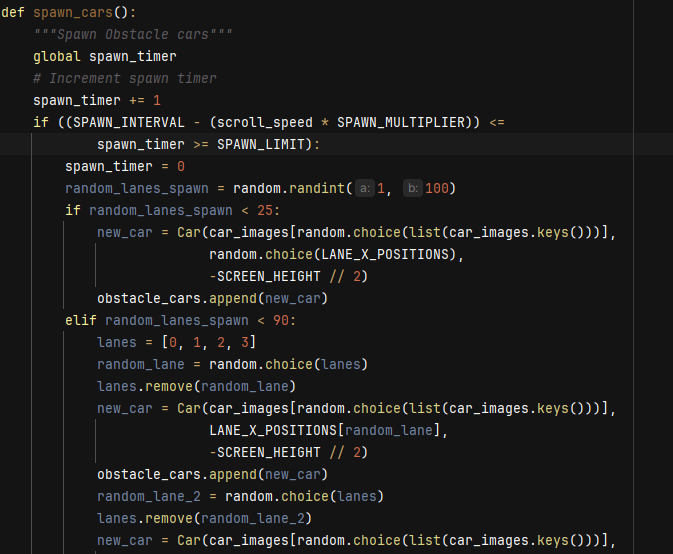 def spawn_cars():
    """Spawn Obstacle cars"""
    global spawn_timer
    # Increment spawn timer
    spawn_timer += 1
    if ((SPAWN_INTERVAL - (scroll_speed * SPAWN_MULTIPLIER)) <=
            spawn_timer >= SPAWN_LIMIT):
        spawn_timer = 0
        random_lanes_spawn = random.randint( a: 1,  b: 100)
        if random_lanes_spawn < 25:
            new_car = Car(car_images[random.choice(list(car_images.keys()))],
                          random.choice(LANE_X_POSITIONS),
                          -SCREEN_HEIGHT // 2)
            obstacle_cars.append(new_car)
        elif random_lanes_spawn < 90:
            lanes = [0, 1, 2, 3]
            random_lane = random.choice(lanes)
            lanes.remove(random_lane)
            new_car = Car(car_images[random.choice(list(car_images.keys()))],
                          LANE_X_POSITIONS[random_lane],
                          -SCREEN_HEIGHT // 2)
            obstacle_cars.append(new_car)
            random_lane_2 = random.choice(lanes)
            lanes.remove(random_lane_2)
            new_car = Car(car_images[random.choice(list(car_images.keys()))],